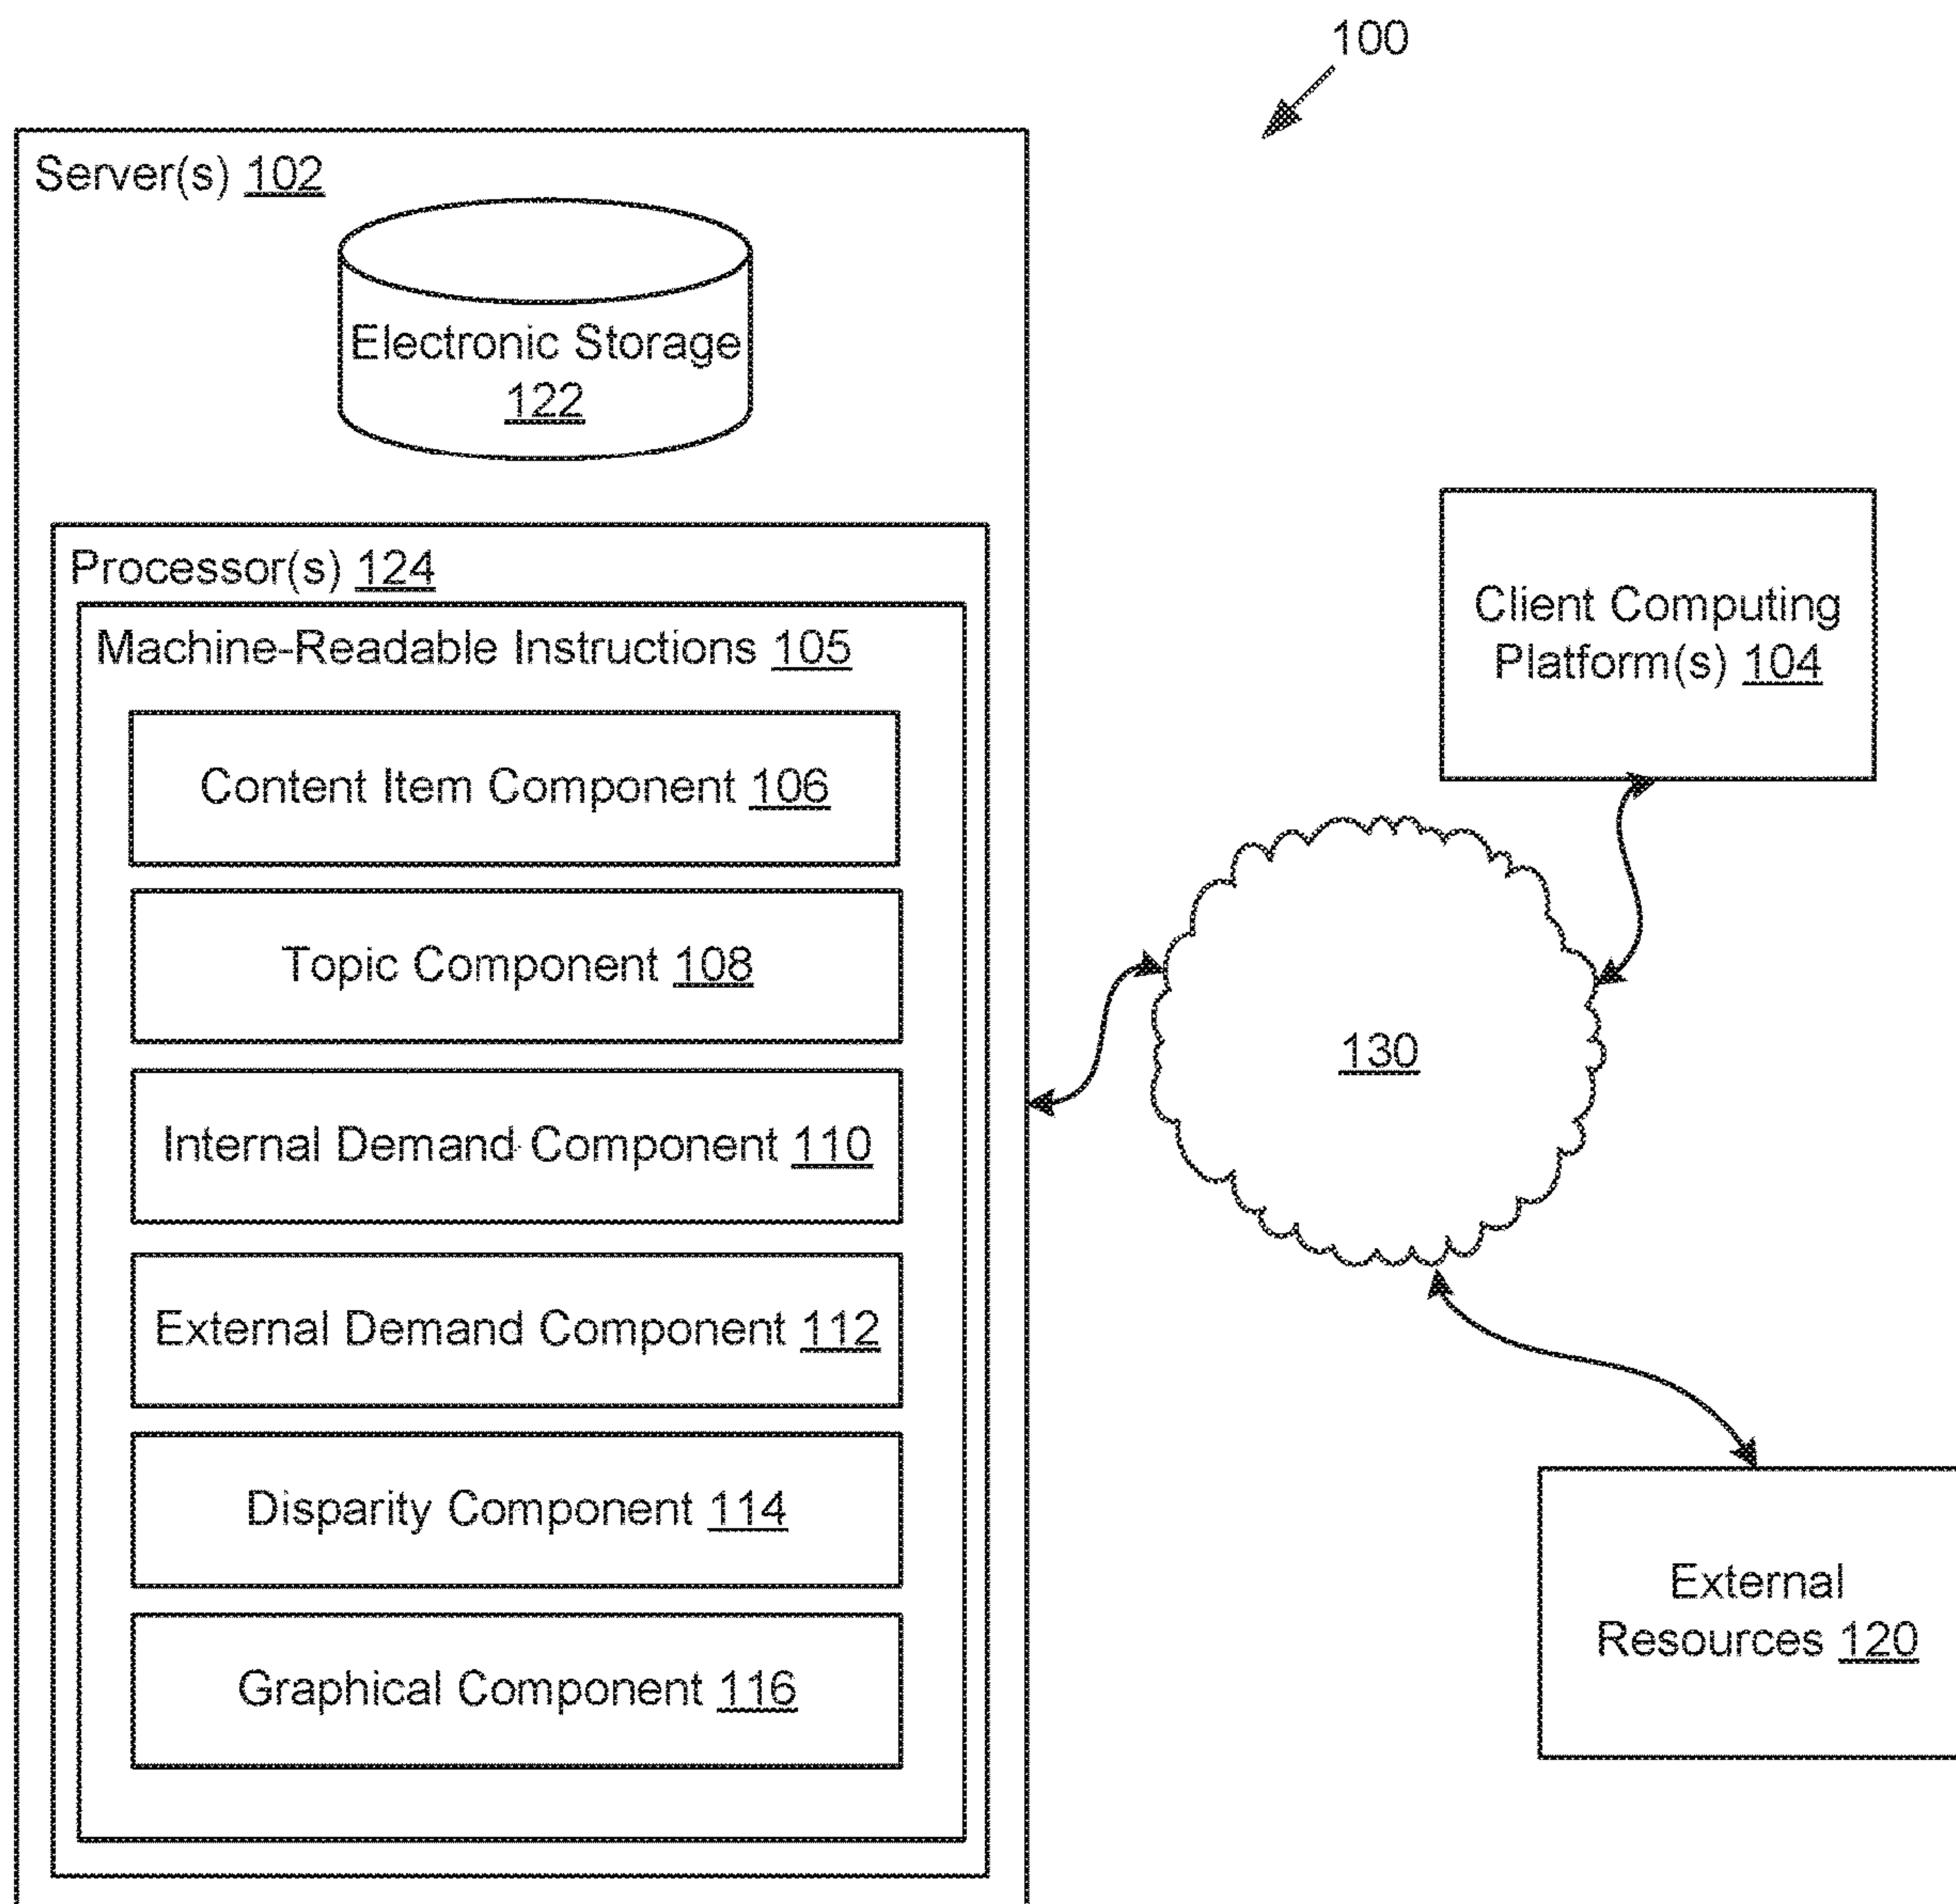 100
Server(s) 102
Electronic Storage
122
Processor(s) 124
Machine-Readable Instructions 105
Content Item Component 106
Topic Component 108
Internal Demand Component 110
External Demand Component 112
Disparity Component 114
Graphical Component 116
Client Computing
Platform(s) 104
130
External
Resources 120